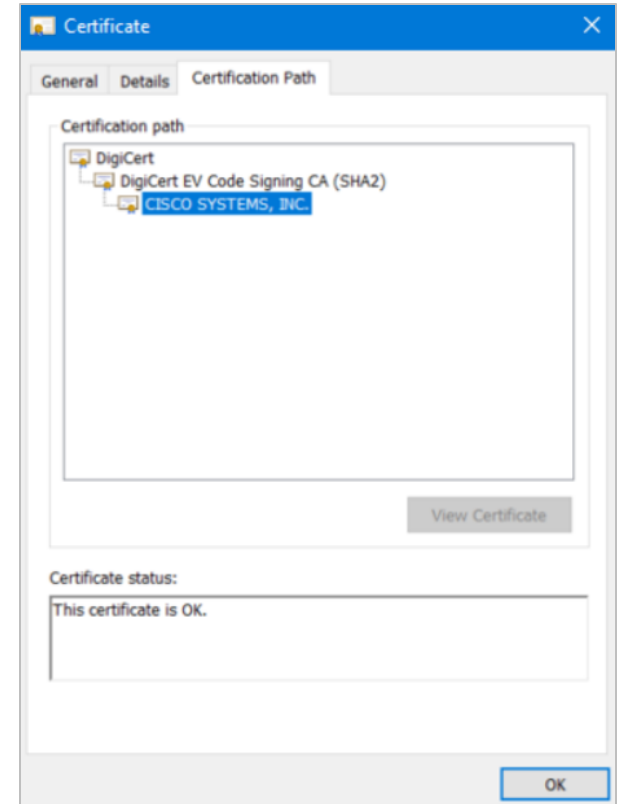 Certificate
General Details Certification Path
Certification path
DigiCert
DigiCert EV Code Signing CA (SHA2)
CISCO SYSTEMS, INC.
View Certificate
Certificate status:
This certificate is OK.
OK